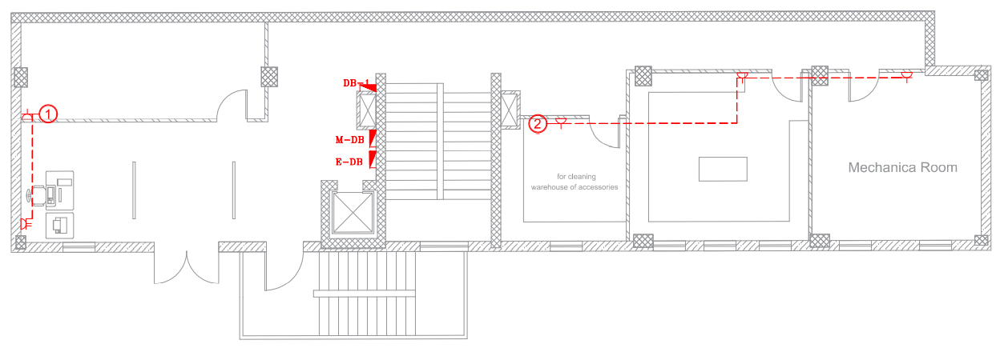 DB-1
1
2
M-DB
E-DB
for cleaning
warehouse of accessories
Mechanica Room